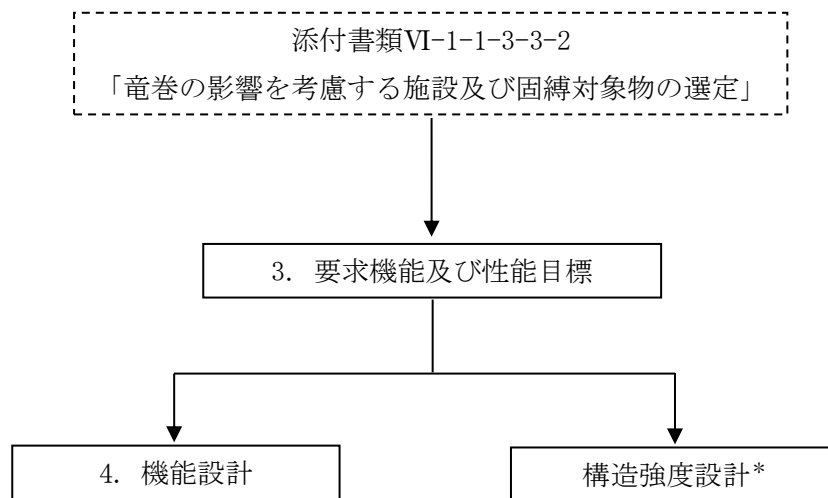 添付書類Ⅵ-1-1-3-3-2
「竜巻の影響を考慮する施設及び固縛対象物の選定」
3. 要求機能及び性能目標
4. 機能設計
構造強度設計*